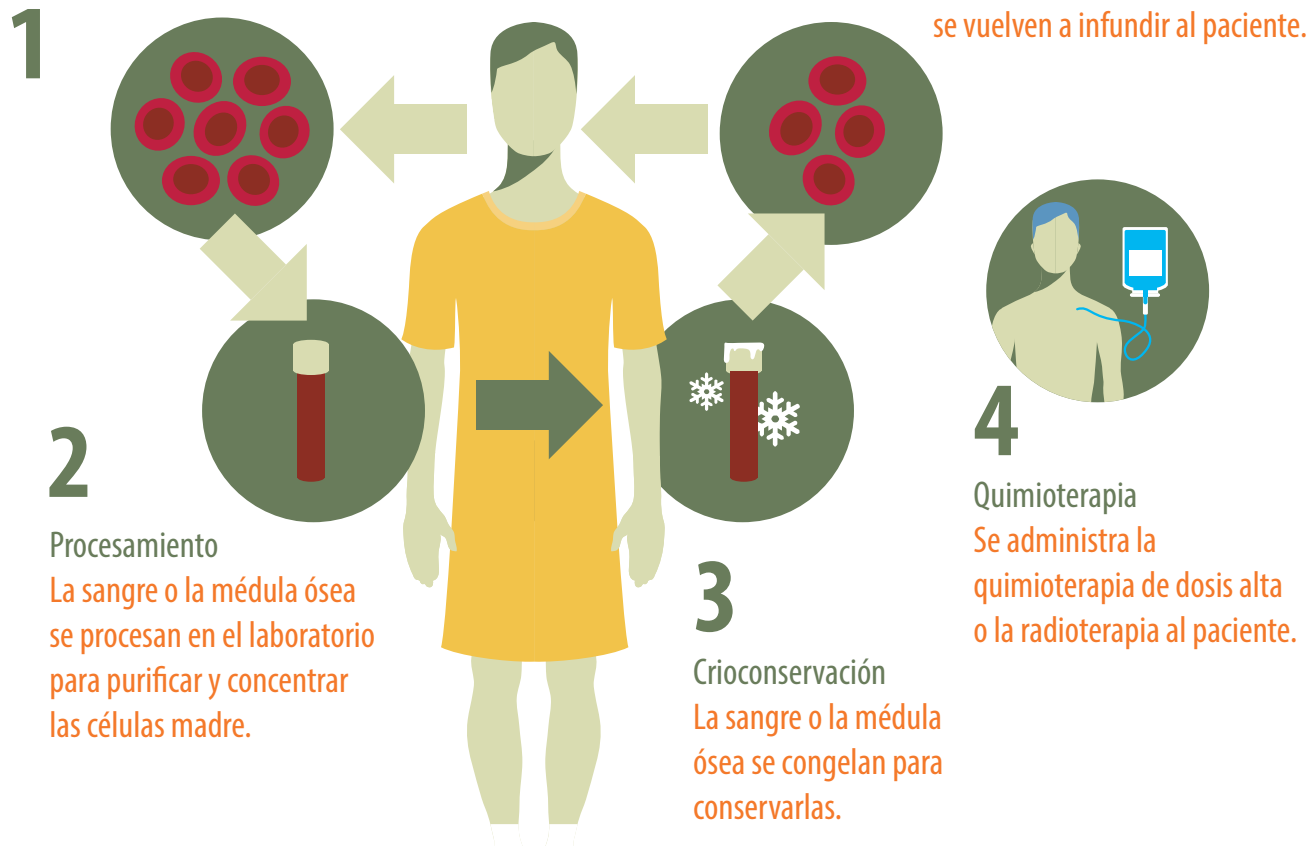 1
se vuelven a infundir al paciente.
2
Procesamiento
La sangre o la médula ósea
se procesan en el laboratorio
para purificar y concentrar
las células madre.
3
Crioconservación
La sangre o la médula
ósea se congelan para
conservarlas.
4
Quimioterapia
Se administra la
quimioterapia de dosis alta
o la radioterapia al paciente.